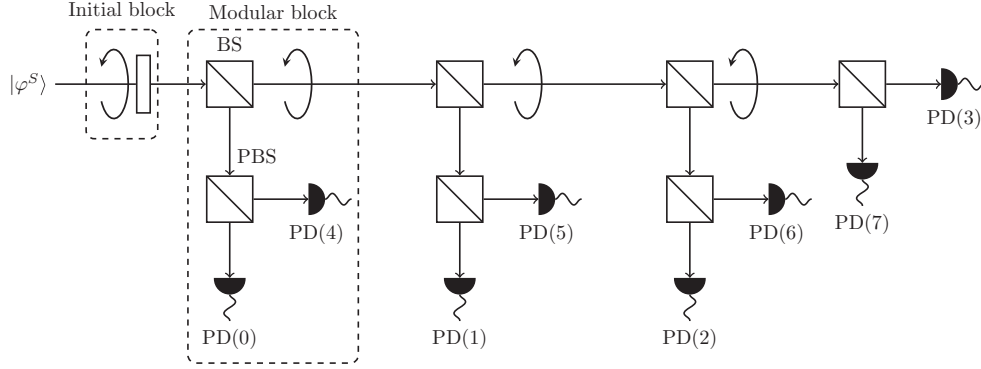 Initial block
Modular block
BS
|φ^S⟩
PD(3)
PBS
PD(4)
PD(5)
PD(6)
PD(7)
PD(0)
PD(1)
PD(2)